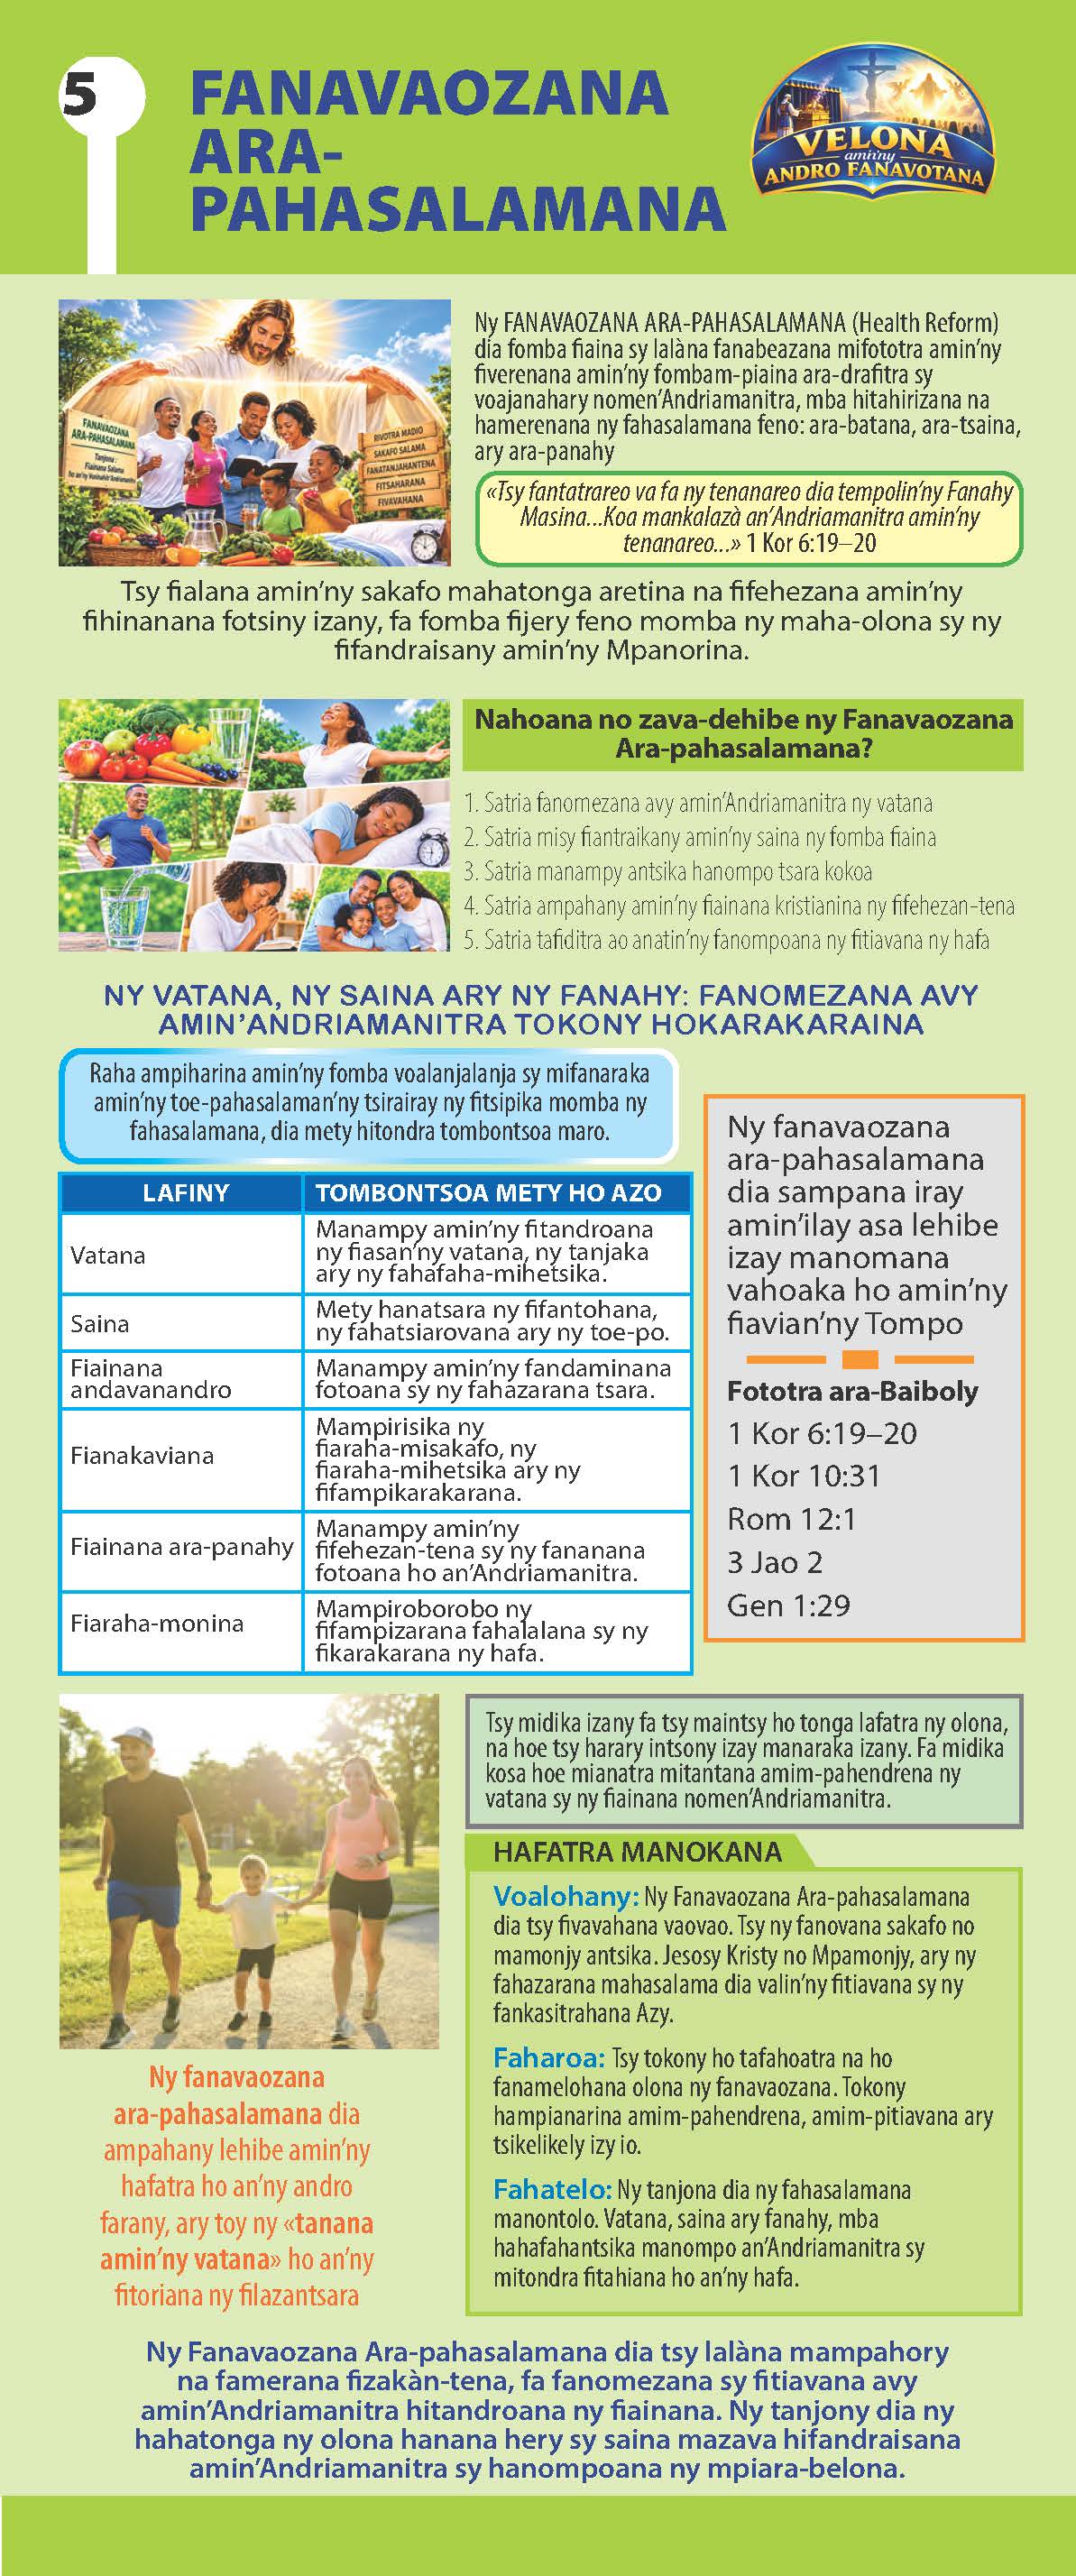 5
FANAVAOZANA
ARA-
PAHASALAMANA
VELONA
amin'ny
ANDRO FANAVOTANA
FANAVAOZANA
ARA-PAHASALAMANA
Tanjona :
Fiainana Salama
RIVOTRA MADIO
SAKAFO SALAMA
FANATANJAHANTENA
FITSAHARANA
FIVAVAHANA
Ny FANAVAOZANA ARA-PAHASALAMANA (Health Reform)
dia fomba fiaina sy lalàna fanabeazana mifototra amin'ny
fiverenana amin'ny fombam-piaina ara-drafitra sy
voajanahary nomen'Andriamanitra, mba hitahirizana na
hamerenana ny fahasalamana feno: ara-batana, ara-tsaina,
ary ara-panahy
«Tsy fantatrareo va fa ny tenanareo dia tempolin'ny Fanahy
Masina...Koa mankalazà an'Andriamanitra amin'ny
tenanareo...» 1 Kor 6:19–20
Tsy fialana amin'ny sakafo mahatonga aretina na fifehezana amin'ny
fihinanana fotsiny izany, fa fomba fijery feno momba ny maha-olona sy ny
fifandraisany amin'ny Mpanorina.
Nahoana no zava-dehibe ny Fanavaozana
Ara-pahasalamana?
1. Satria fanomezana avy amin'Andriamanitra ny vatana
2. Satria misy fiantraikany amin'ny saina ny fomba fiaina
3. Satria manampy antsika hanompo tsara kokoa
4. Satria ampahany amin'ny fiainana kristianina ny fifehezan-tena
5. Satria tafiditra ao anatin'ny fanompoana ny fitiavana ny hafa
NY VATANA, NY SAINA ARY NY FANAHY: FANOMEZANA AVY
AMIN'ANDRIAMANITRA TOKONY HOKARAKARAINA
Raha ampiharina amin'ny fomba voalanjalanja sy mifanaraka
amin'ny toe-pahasalaman'ny tsirairay ny fitsipika momba ny
fahasalamana, dia mety hitondra tombontsoa maro.
LAFINY TOMBONTSOA METY HO AZO
Vatana
Manampy amin'ny fitandroana
ny fiasan'ny vatana, ny tanjaka
ary ny fahafaha-mihetsika.
Saina
Mety hanatsara ny fifantohana,
ny fahatsiarovana ary ny toe-po.
Fiainana
andavanandro
Manampy amin'ny fandaminana
fotoana sy ny fahazarana tsara.
Fianakaviana
Mampirisika ny
fiaraha-misakafo, ny
fiaraha-mihetsika ary ny
fifampikarakarana.
Fiainana ara-panahy
Manampy amin'ny
fifehezan-tena sy ny fananana
fotoana ho an'Andriamanitra.
Fiaraha-monina
Mampiroborobo ny
fifampizarana fahalalana sy ny
fikarakarana ny hafa.
Ny fanavaozana
ara-pahasalamana
dia sampana iray
amin'ilay asa lehibe
izay manomana
vahoaka ho amin'ny
fiavian'ny Tompo
Fototra ara-Baiboly
1 Kor 6:19–20
1 Kor 10:31
Rom 12:1
3 Jao 2
Gen 1:29
Tsy midika izany fa tsy maintsy ho tonga lafatra ny olona,
na hoe tsy harary intsony izay manaraka izany. Fa midika
kosa hoe mianatra mitantana amim-pahendrena ny
vatana sy ny fiainana nomen'Andriamanitra.
HAFATRA MANOKANA
Voalohany: Ny Fanavaozana Ara-pahasalamana
dia tsy fivavahana vaovao. Tsy ny fanovana sakafo no
mamonjy antsika. Jesosy Kristy no Mpamonjy, ary ny
fahazarana mahasalama dia valin'ny fitiavana sy ny
fankasitrahana Azy.
Faharoa: Tsy tokony ho tafahoatra na ho
fanamelohana olona ny fanavaozana. Tokony
hampianarina amim-pahendrena, amim-pitiavana ary
tsikelikely izy io.
Fahatelo: Ny tanjona dia ny fahasalamana
manontolo. Vatana, saina ary fanahy, mba
hahafahantsika manompo an'Andriamanitra sy
mitondra fitahiana ho an'ny hafa.
Ny fanavaozana
ara-pahasalamana dia
ampahany lehibe amin'ny
hafatra ho an'ny andro
farany, ary toy ny «tanana
amin'ny vatana» ho an'ny
fitoriana ny filazantsara
Ny Fanavaozana Ara-pahasalamana dia tsy lalàna mampahory
na famerana fizakàn-tena, fa fanomezana sy fitiavana avy
amin'Andriamanitra hitandroana ny fiainana. Ny tanjony dia ny
hahatonga ny olona hanana hery sy saina mazava hifandraisana
amin'Andriamanitra sy hanompoana ny mpiara-belona.